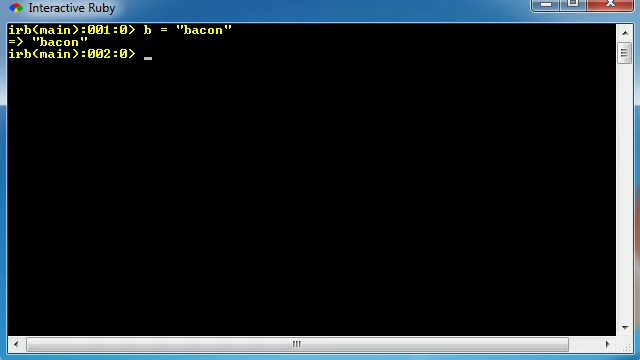 Interactive Ruby
irb(main):001:0> b = "bacon"
=> "bacon"
irb(main):002:0> _